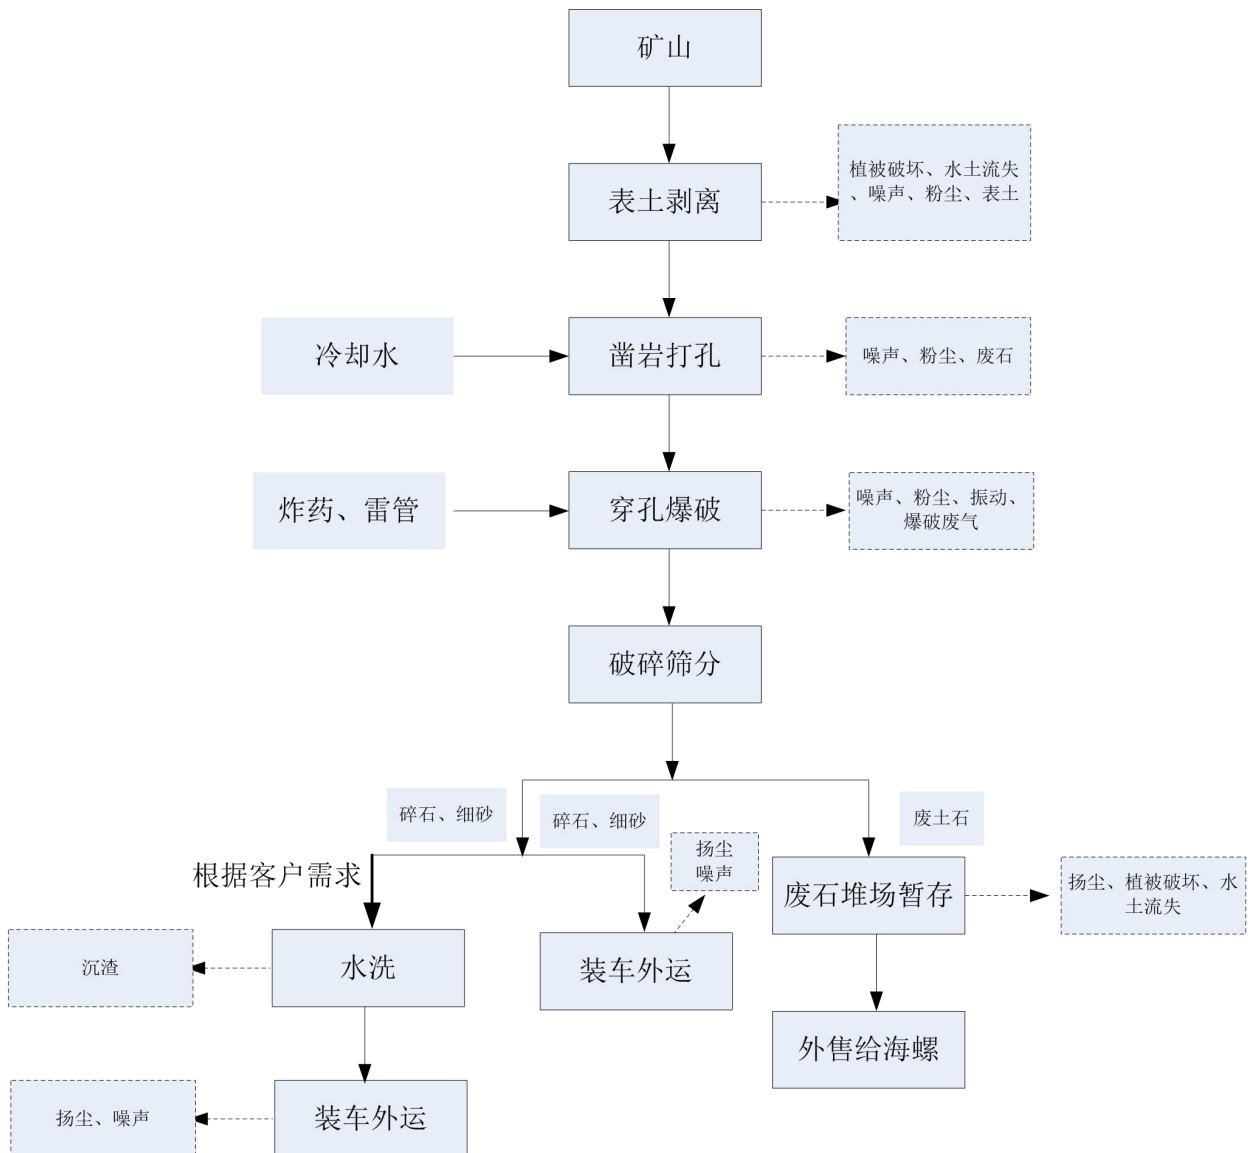 矿山
表土剥离
植被破坏、水土流失
、噪声、粉尘、表土
冷却水
凿岩打孔
噪声、粉尘、废石
炸药、雷管
穿孔爆破
噪声、粉尘、振动、
爆破废气
破碎筛分
碎石、细砂
碎石、细砂
废土石
根据客户需求
扬尘
噪声
废石堆场暂存
扬尘、植被破坏、水
土流失
沉渣
水洗
装车外运
外售给海螺
扬尘、噪声
装车外运